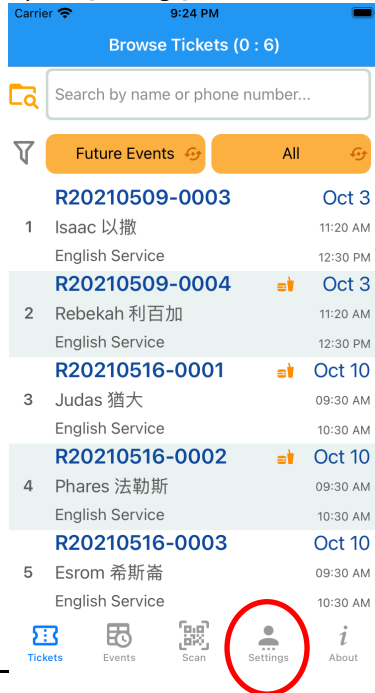 Carrier 9:24 PM
Browse Tickets (0 : 6)
Search by name or phone number...
Future Events All
R20210509-0003 Oct 3
1 Isaac 以撒 11:20 AM
English Service 12:30 PM
R20210509-0004 Oct 3
2 Rebekah 利百加 11:20 AM
English Service 12:30 PM
R20210516-0001 Oct 10
3 Judas 猶大 09:30 AM
English Service 10:30 AM
R20210516-0002 Oct 10
4 Phares 法勒斯 09:30 AM
English Service 10:30 AM
R20210516-0003 Oct 10
5 Esrom 希斯崙 09:30 AM
English Service 10:30 AM
Tickets Events Scan Settings About